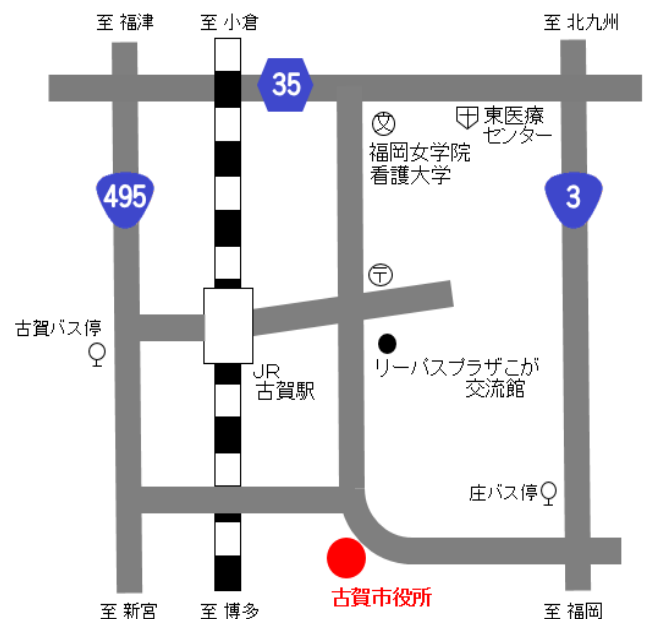 至 福津
至 小倉
至 北九州
35
東医療
センター
福岡女学院
看護大学
495
3
古賀バス停
JR
古賀駅
リーパスプラザこが
交流館
庄バス停
古賀市役所
至 新宮
至 博多
至 福岡